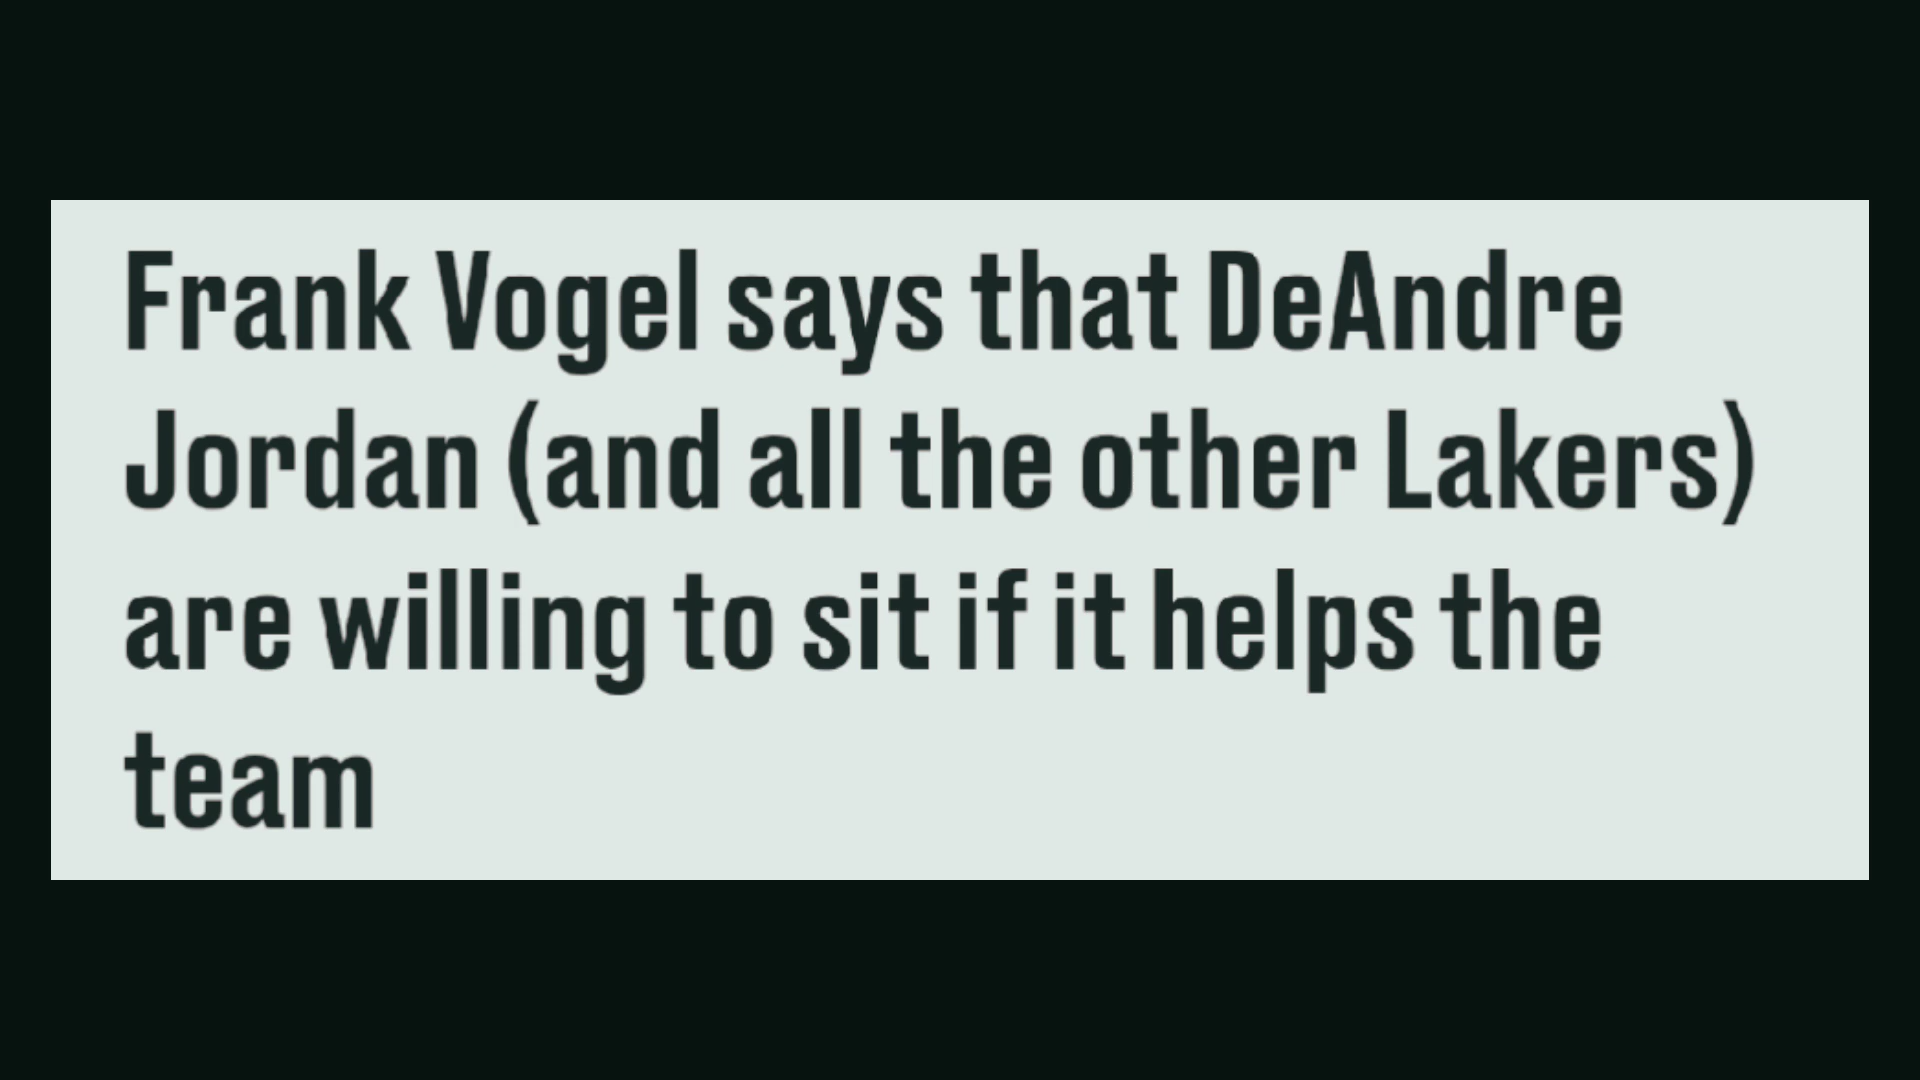 Frank Vogel says that DeAndre
Jordan (and all the other Lakers)
are willing to sit if it helps the
team